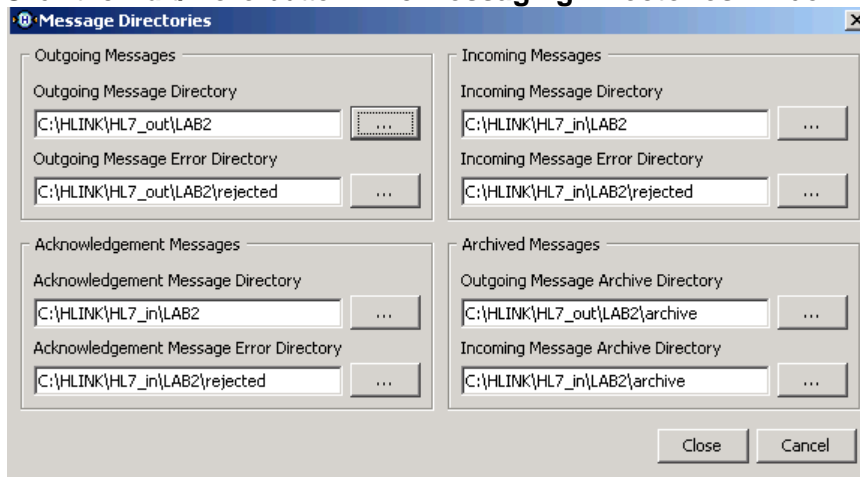 Message Directories
Outgoing Messages
Outgoing Message Directory
C:\HLINK\HL7_out\LAB2
...
Outgoing Message Error Directory
C:\HLINK\HL7_out\LAB2\rejected
...
Incoming Messages
Incoming Message Directory
C:\HLINK\HL7_in\LAB2
...
Incoming Message Error Directory
C:\HLINK\HL7_in\LAB2\rejected
...
Acknowledgement Messages
Acknowledgement Message Directory
C:\HLINK\HL7_in\LAB2
...
Acknowledgement Message Error Directory
C:\HLINK\HL7_in\LAB2\rejected
...
Archived Messages
Outgoing Message Archive Directory
C:\HLINK\HL7_out\LAB2\archive
...
Incoming Message Archive Directory
C:\HLINK\HL7_in\LAB2\archive
...
Close Cancel